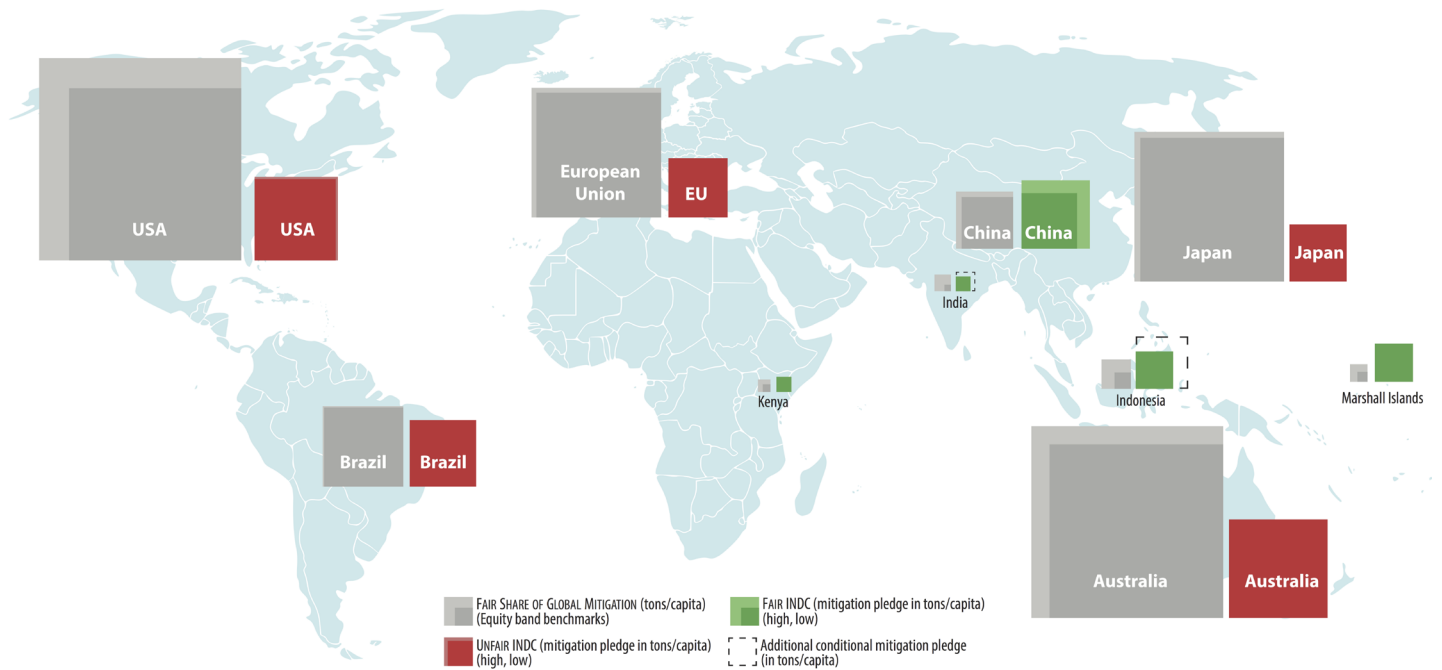 USA
USA
European
Union
EU
China
China
Japan
Japan
India
Kenya
Indonesia
Marshall Islands
Brazil
Brazil
Australia
Australia
FAIR SHARE OF GLOBAL MITIGATION (tons/capita)
(Equity band benchmarks)
UNFAIR INDC (mitigation pledge in tons/capita)
(high, low)
FAIR INDC (mitigation pledge in tons/capita)
(high, low)
Additional conditional mitigation pledge
(in tons/capita)